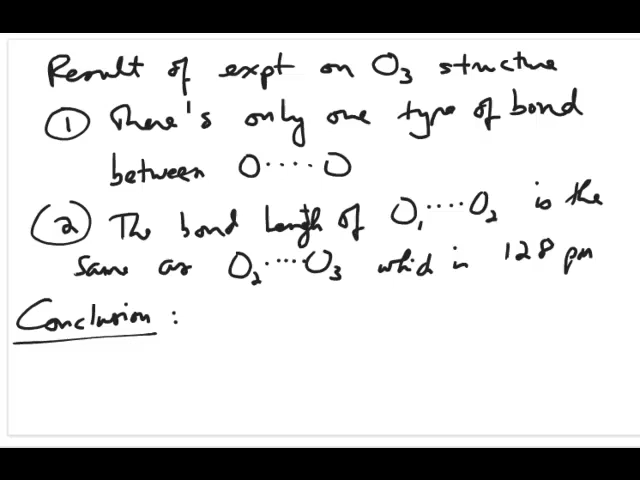 Result of expt on O₃ structure
① There's only one type of bond
between O····O
② The bond length of O₁····O₂ is the
same as O₂····O₃ which is 128 pm
Conclusion :